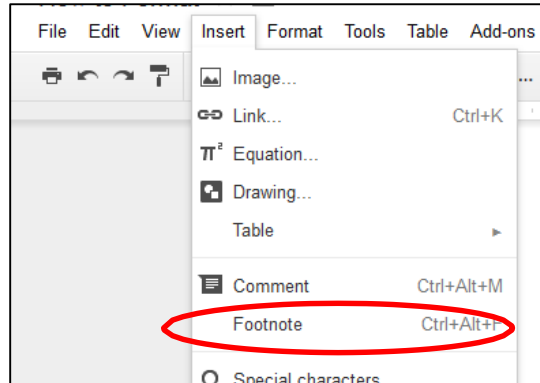 File Edit View Insert Format Tools Table Add-ons
Image...
Link... Ctrl+K
π² Equation...
Drawing...
Table
Comment Ctrl+Alt+M
Footnote Ctrl+Alt+F
Special characters